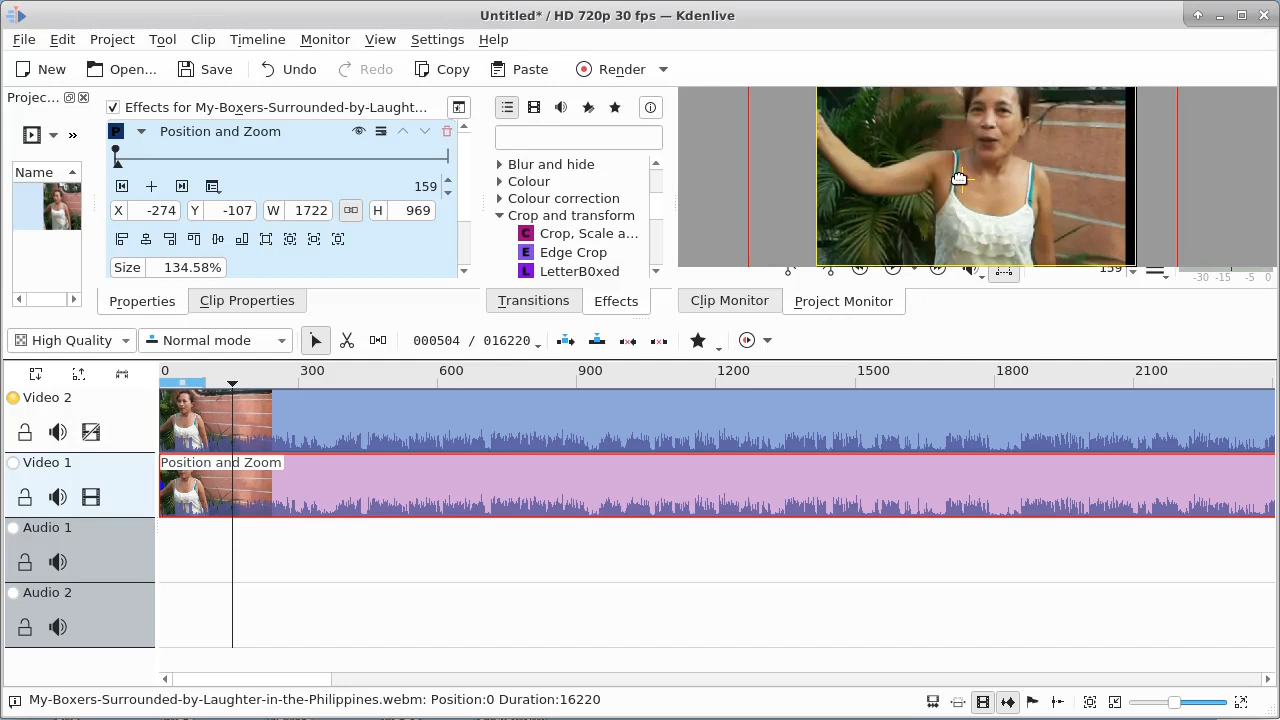 Untitled* / HD 720p 30 fps — Kdenlive
File Edit Project Tool Clip Timeline Monitor View Settings Help
New Open... Save Undo Redo Copy Paste Render
Projec...
Effects for My-Boxers-Surrounded-by-Laught...
P Position and Zoom
Name
159
X -274 Y -107 W 1722 H 969
Size 134.58%
Blur and hide
Colour
Colour correction
Crop and transform
C Crop, Scale a...
E Edge Crop
L LetterB0xed
159
-30 -15 -5 0
Properties Clip Properties Transitions Effects Clip Monitor Project Monitor
High Quality Normal mode 000504 / 016220
0 300 600 900 1200 1500 1800 2100
Video 2
Video 1
Position and Zoom
Audio 1
Audio 2
My-Boxers-Surrounded-by-Laughter-in-the-Philippines.webm: Position:0 Duration:16220